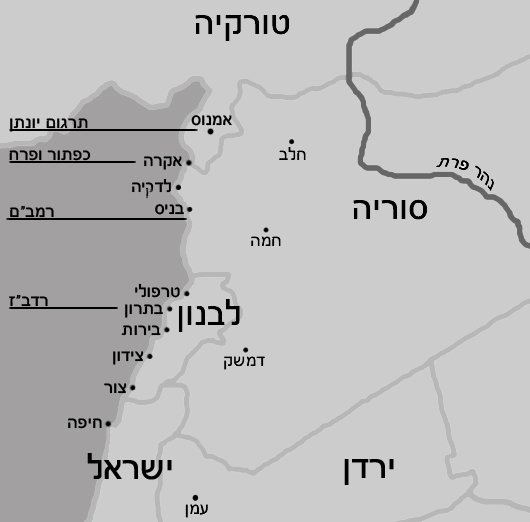 טורקיה
אמנוס
תרגום יונתן
חלב
כפתור ופרח
אקרה
נהר פרת
לדקיה
סוריה
בניס
רמב"ם
חמה
טרפולי
רדב"ז
בתרון
לבנון
בירות
צידון
דמשק
צור
חיפה
ישראל
ירדן
עמן